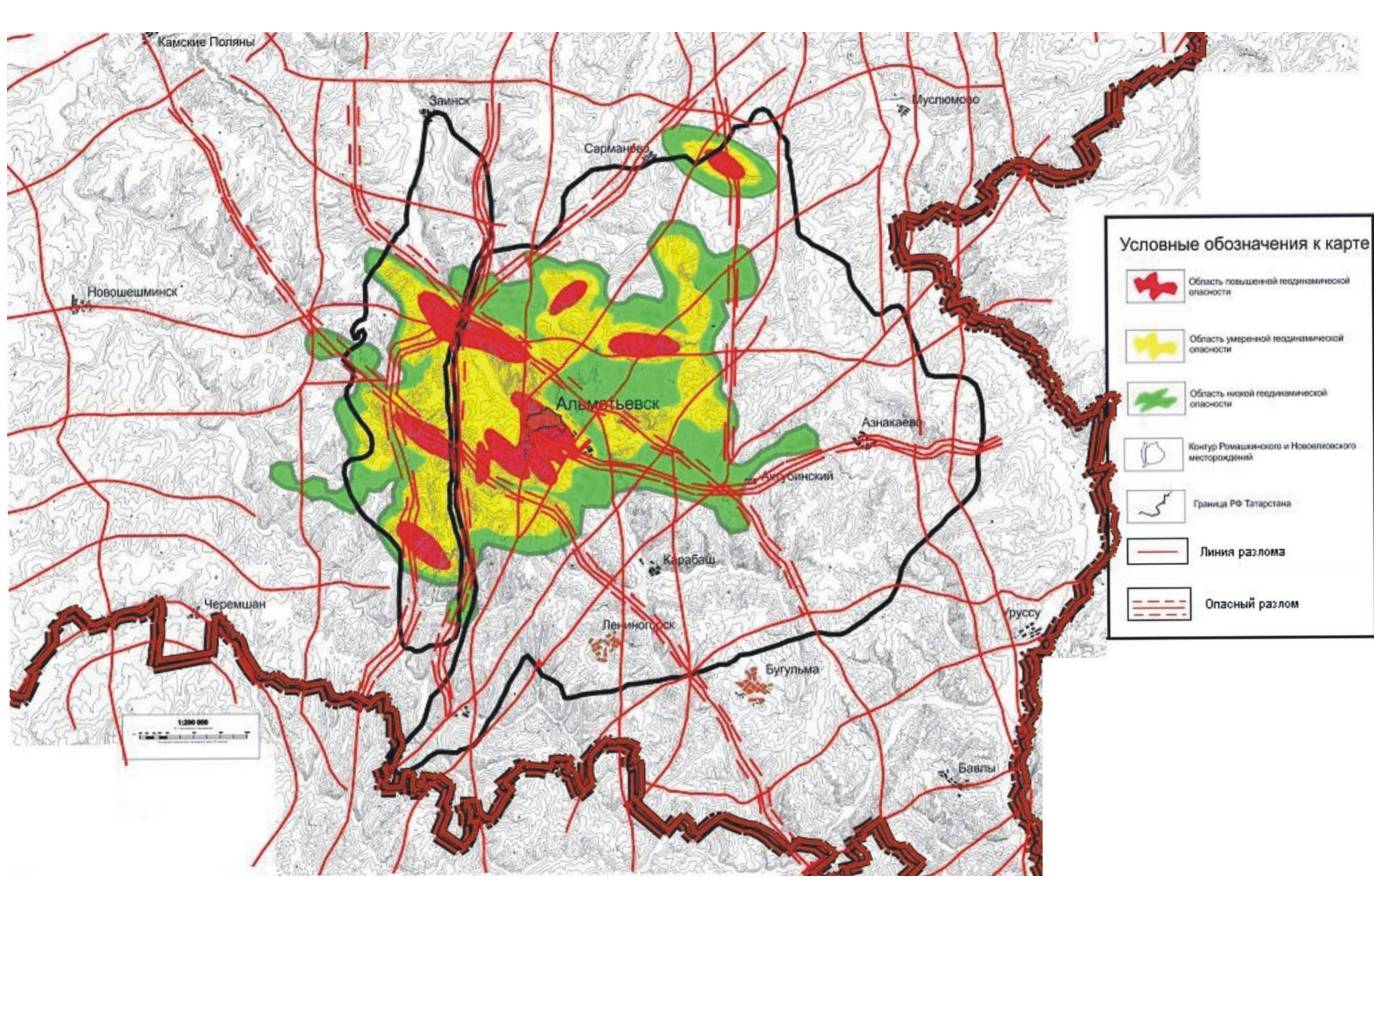 Камские Поляны
Заинск
Муслюмово
Сарманово
Новошешминск
Альметьевск
Азнакаево
Актюбинский
Карабаш
Черемшан
Лениногорск
Уруссу
Бугульма
Бавлы
1:200 000
Условные обозначения к карте
Область повышенной геодинамической
опасности
Область умеренной геодинамической
опасности
Область низкой геодинамической
опасности
Контур Ромашкинского и Новоелховского
месторождений
Граница РФ Татарстана
Линия разлома
Опасный разлом